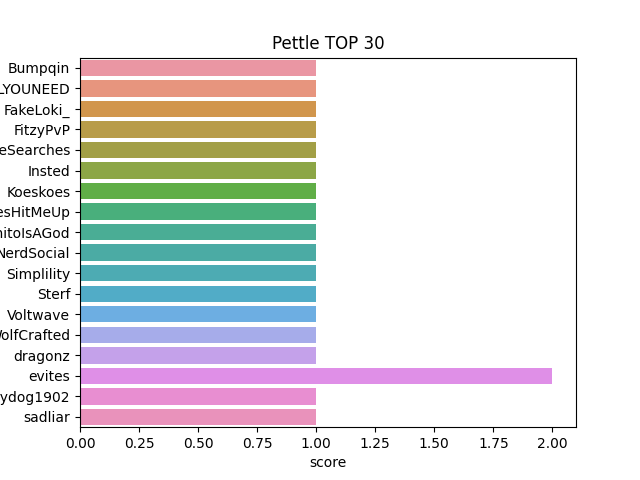 Pettle TOP 30
Bumpqin
LYOUNEED
FakeLoki_
FitzyPvP
eSearches
Insted
Koeskoes
esHitMeUp
nitoIsAGod
NerdSocial
Simplility
Sterf
Voltwave
WolfCrafted
dragonz
evites
ydog1902
sadliar
0.00 0.25 0.50 0.75 1.00 1.25 1.50 1.75 2.00
score